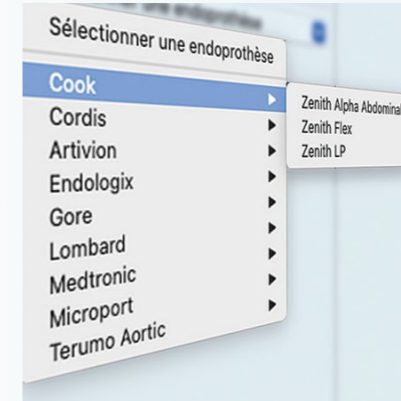 Sélectionner une endoprothèse
Cook
Zenith Alpha Abdominal
Zenith Flex
Zenith LP
Cordis
Artivion
Endologix
Gore
Lombard
Medtronic
Microport
Terumo Aortic